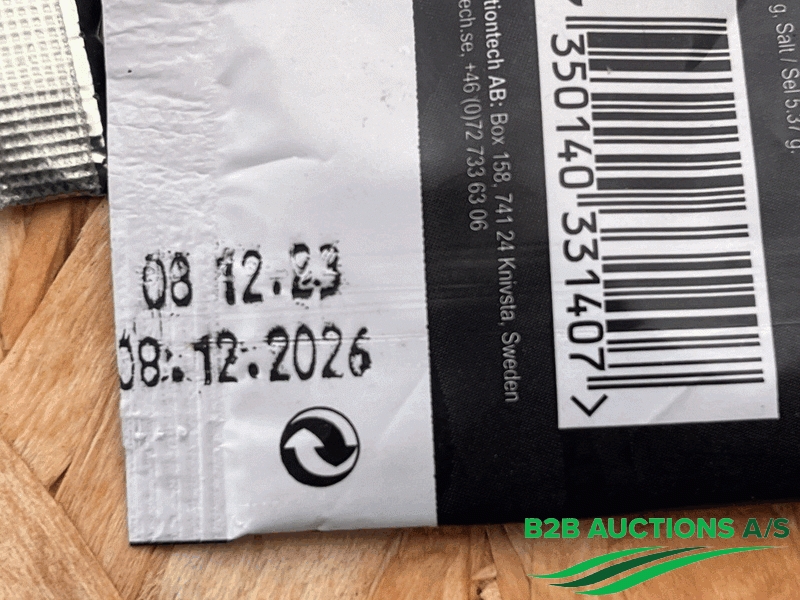 tiontech AB: Box 158, 741 24 Knivsta, Sweden
ech.se, +46 (0)72 733 63 06
7 350140 331407 >
g, Salt / Sel 5.37 g.
08 12.23
08.12.2026
B2B AUCTIONS A/S